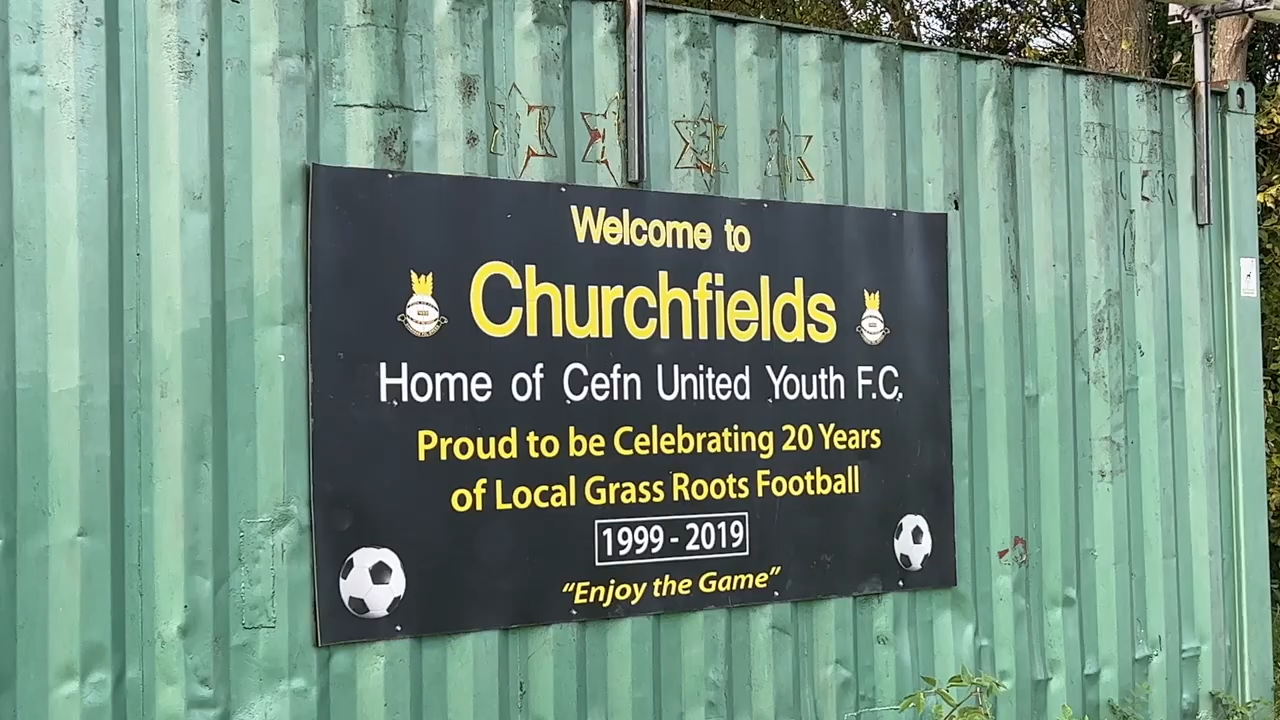 Welcome to
Churchfields
Home of Cefn United Youth F.C.
Proud to be Celebrating 20 Years
of Local Grass Roots Football
1999 - 2019
"Enjoy the Game"